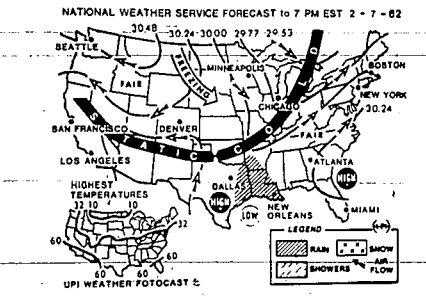 NATIONAL WEATHER SERVICE FORECAST to 7 PM EST 2 - 7 - 82
30.48
30.24 30.00 29.77 29.53
SEATTLE
FREEZING
MINNEAPOLIS
BOSTON
FAIR
CHICAGO
NEW YORK
30.24
SAN FRANCISCO
DENVER
FAIR
STATIC
COLD
LOS ANGELES
ATLANTA
HIGHEST
TEMPERATURES
DALLAS
HIGH
HIGH
32 10 10
32
LOW
NEW
ORLEANS
MIAMI
60
60
60 60
LEGEND
RAIN
SNOW
SHOWERS
AIR
FLOW
UPI WEATHER FOTOCAST